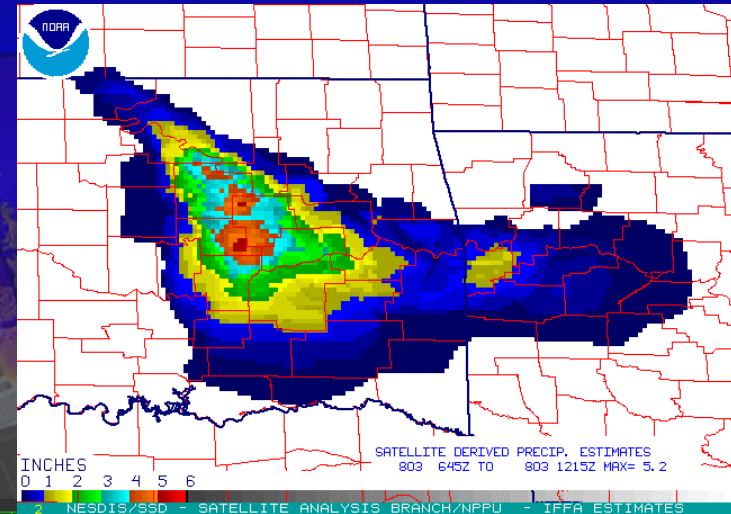 NOAA
SATELLITE DERIVED PRECIP. ESTIMATES
803 645Z TO 803 1215Z MAX= 5.2
INCHES
0 1 2 3 4 5 6
2 NESDIS/SSD - SATELLITE ANALYSIS BRANCH/NPPU - IFFA ESTIMATES